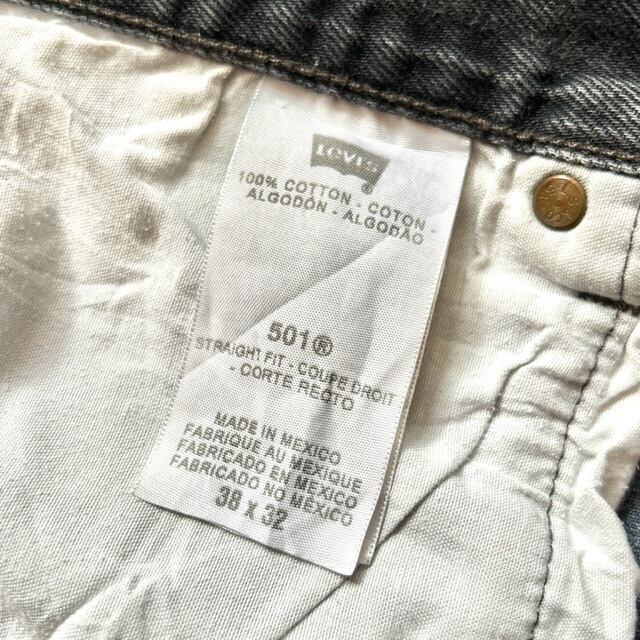 Levi's®
100% COTTON - COTON -
ALGODÓN - ALGODÃO
501®
STRAIGHT FIT - COUPE DROIT
- CORTE RECTO
MADE IN MEXICO
FABRIQUE AU MEXIQUE
FABRICADO EN MEXICO
FABRICADO NO MEXICO
38 x 32